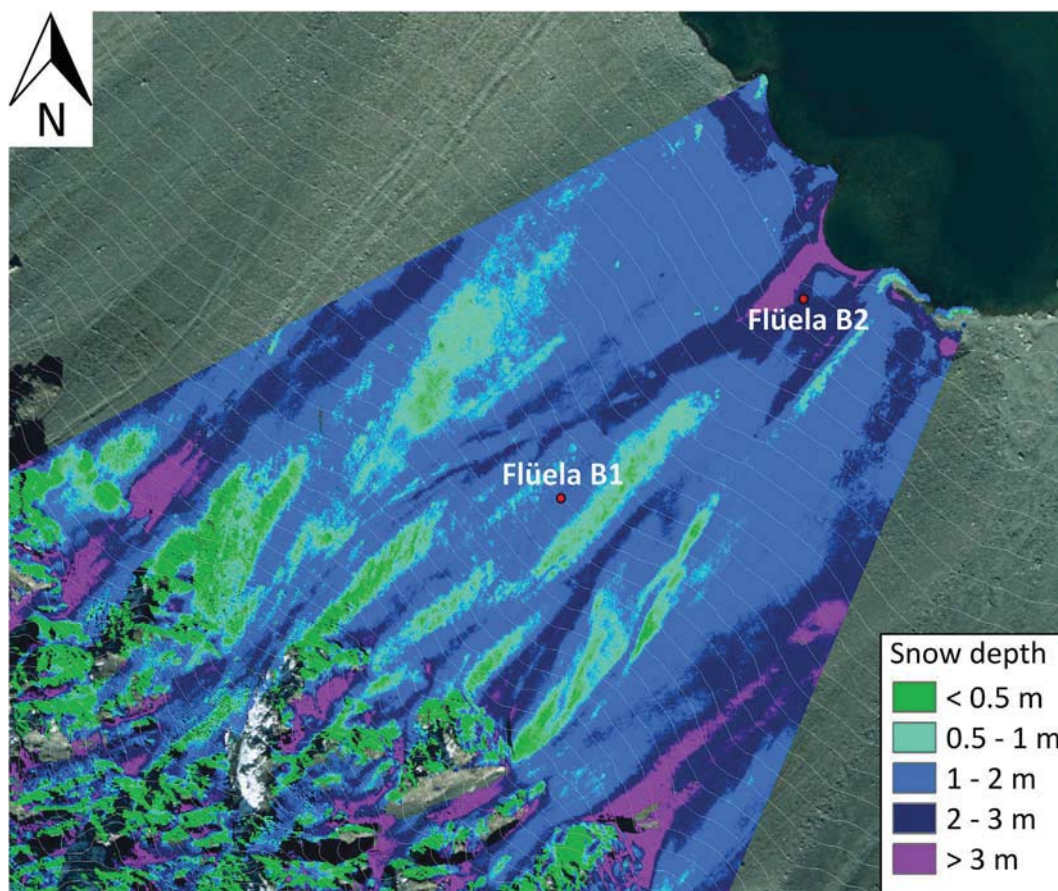 N
Flüela B2
Flüela B1
Snow depth
< 0.5 m
0.5 - 1 m
1 - 2 m
2 - 3 m
> 3 m